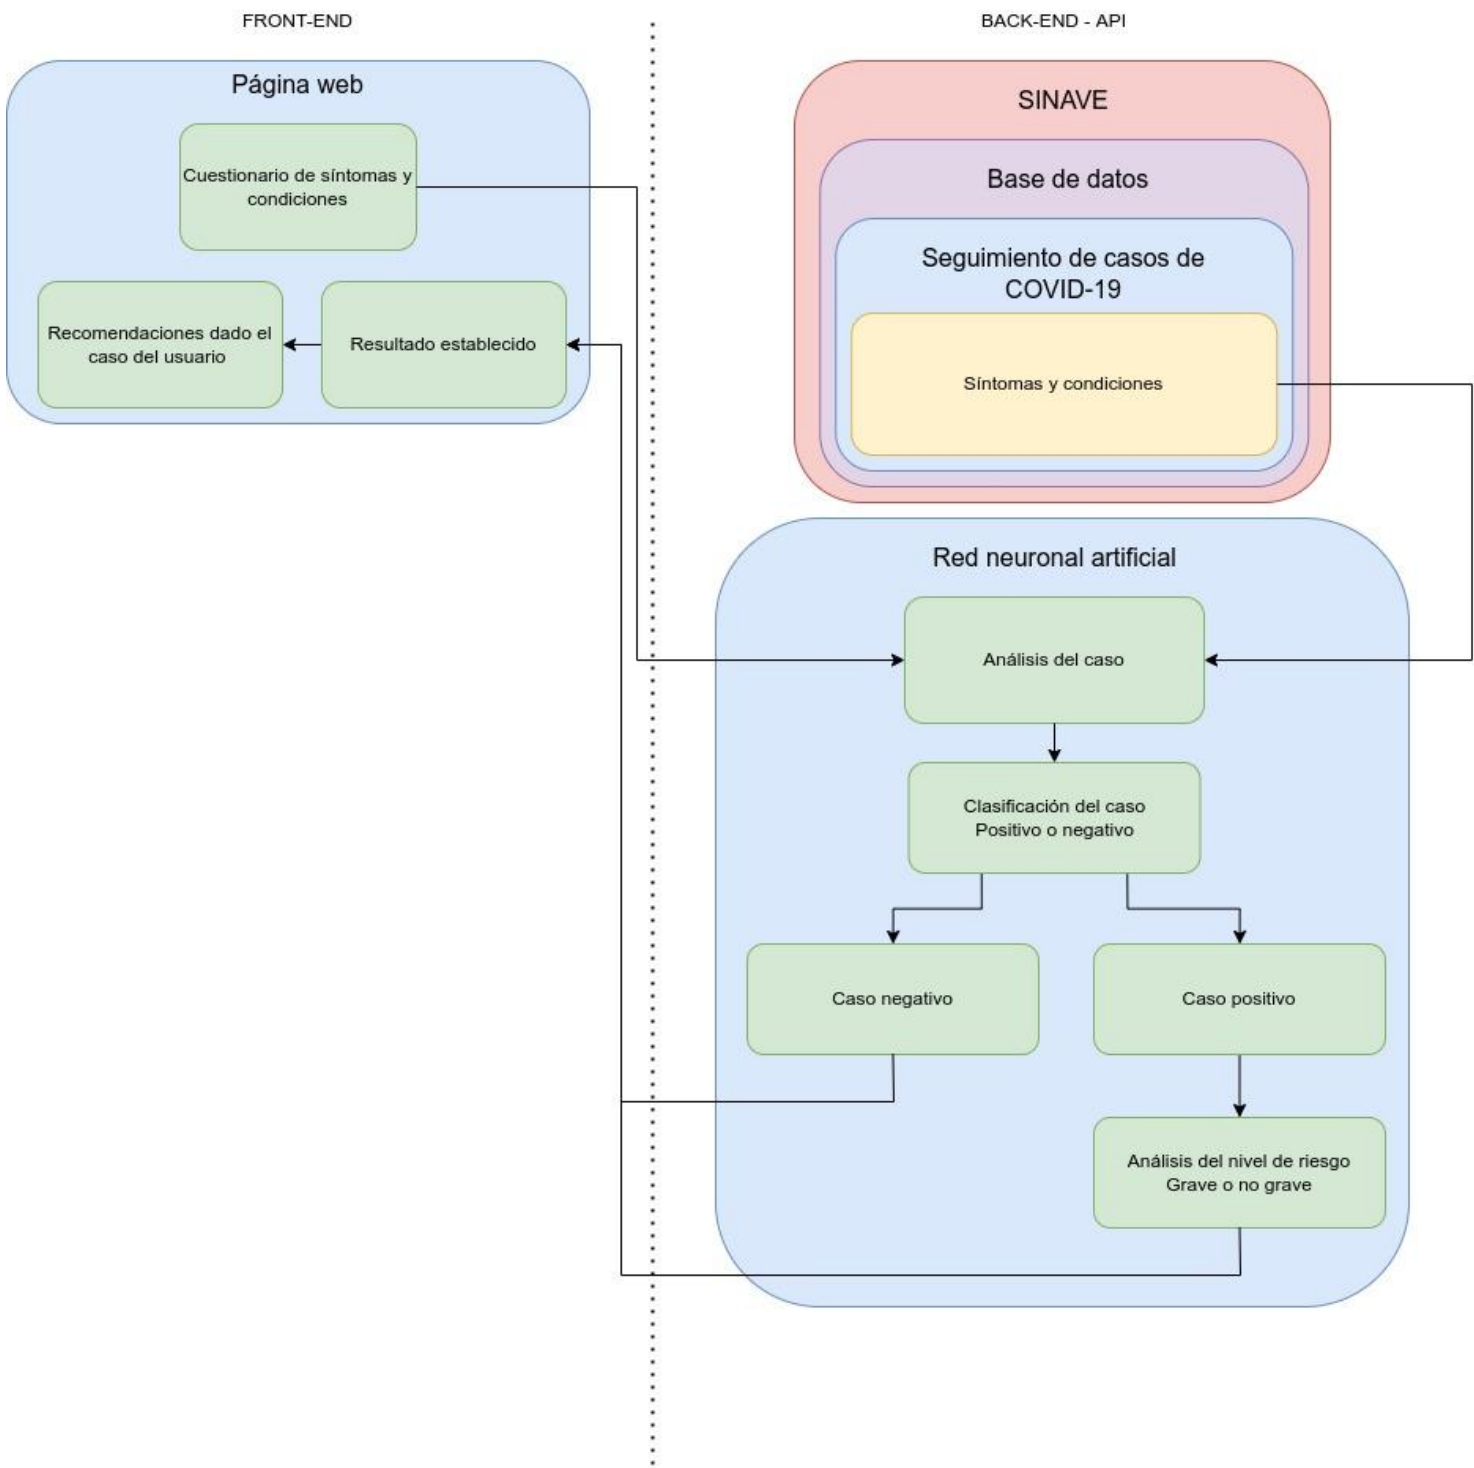 FRONT-END
Página web
Cuestionario de síntomas y
condiciones
Recomendaciones dado el
caso del usuario
Resultado establecido
BACK-END - API
SINAVE
Base de datos
Seguimiento de casos de
COVID-19
Síntomas y condiciones
Red neuronal artificial
Análisis del caso
Clasificación del caso
Positivo o negativo
Caso negativo
Caso positivo
Análisis del nivel de riesgo
Grave o no grave